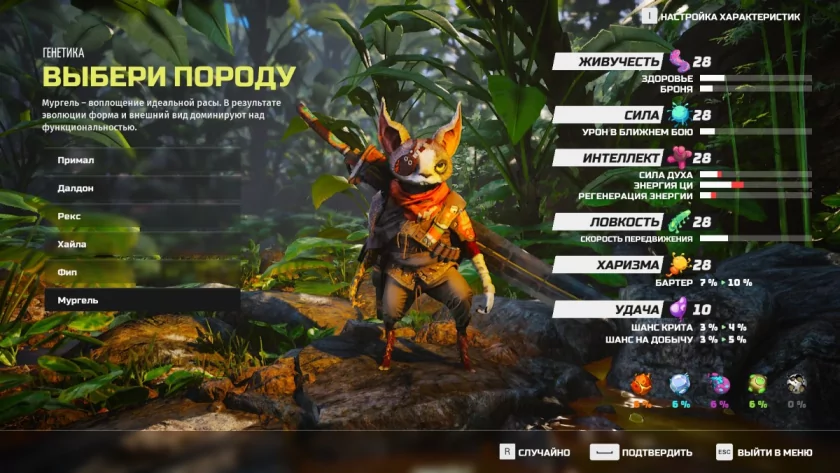 I НАСТРОЙКА ХАРАКТЕРИСТИК
ГЕНЕТИКА
ВЫБЕРИ ПОРОДУ
Мургель – воплощение идеальной расы. В результате
эволюции форма и внешний вид доминируют над
функциональностью.
Примал
Далдон
Рекс
Хайла
Фип
Мургель
ЖИВУЧЕСТЬ 28
ЗДОРОВЬЕ
БРОНЯ
СИЛА 28
УРОН В БЛИЖНЕМ БОЮ
ИНТЕЛЛЕКТ 28
СИЛА ДУХА
ЭНЕРГИЯ ЦИ
РЕГЕНЕРАЦИЯ ЭНЕРГИИ
ЛОВКОСТЬ 28
СКОРОСТЬ ПЕРЕДВИЖЕНИЯ
ХАРИЗМА 28
БАРТЕР 7 % 10 %
УДАЧА 10
ШАНС КРИТА 3 % 4 %
ШАНС НА ДОБЫЧУ 3 % 5 %
6 % 6 % 6 % 0 %
R СЛУЧАЙНО ПОДТВЕРДИТЬ ESC ВЫЙТИ В МЕНЮ